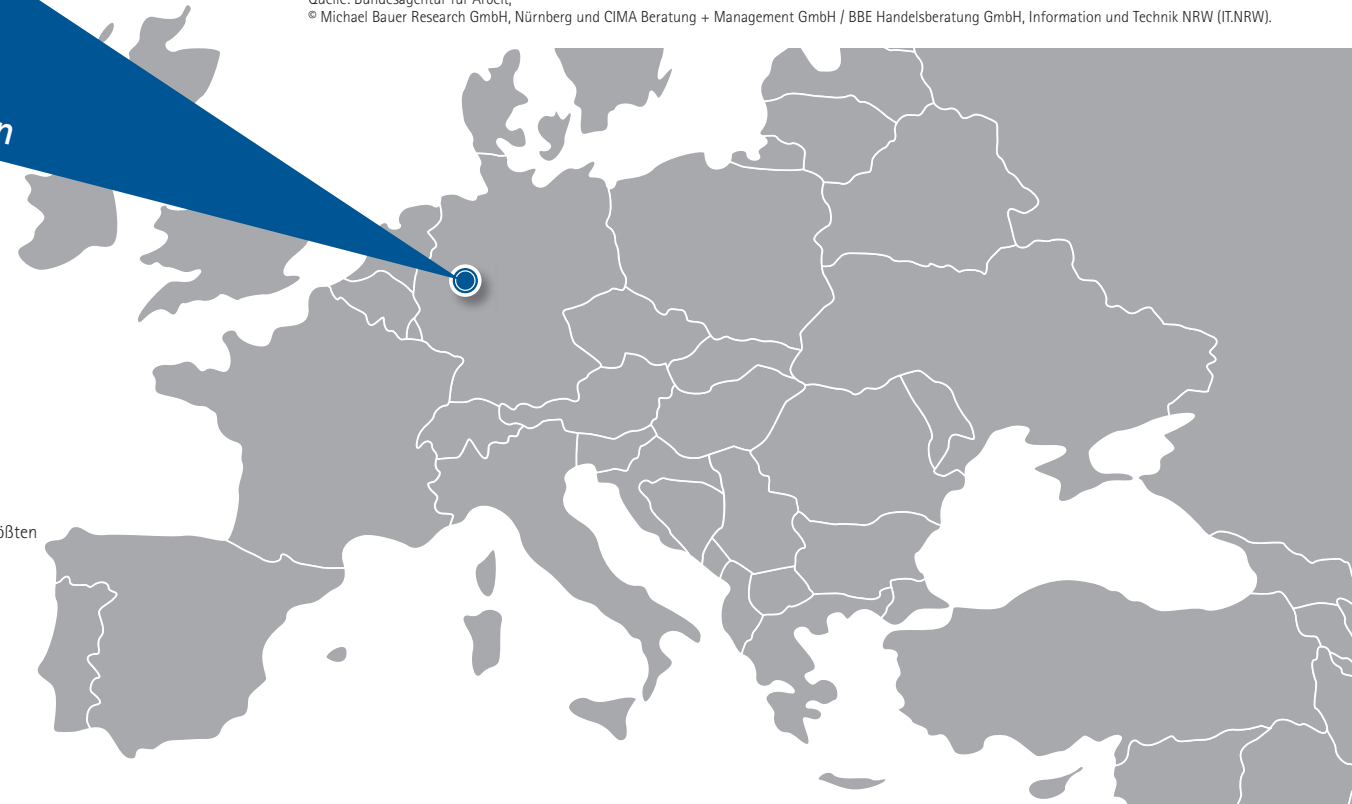 Quelle: Bundesagentur für Arbeit,
© Michael Bauer Research GmbH, Nürnberg und CIMA Beratung + Management GmbH / BBE Handelsberatung GmbH, Information und Technik NRW (IT.NRW).
n
ößten